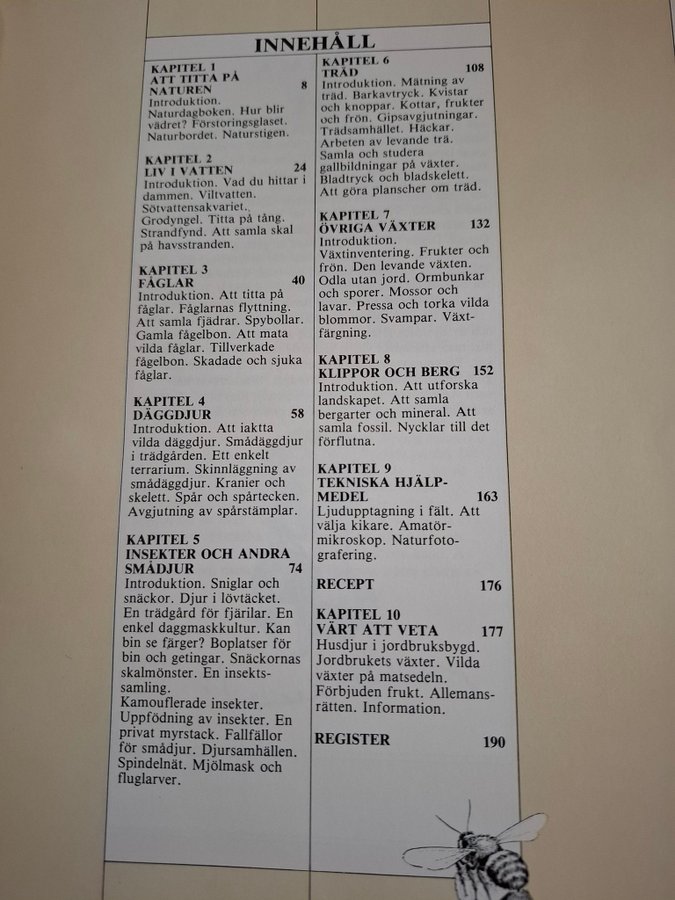 INNEHÅLL
KAPITEL 1
ATT TITTA PÅ
NATUREN 8
Introduktion.
Naturdagboken. Hur blir
vädret? Förstoringsglaset.
Naturbordet. Naturstigen.
KAPITEL 2
LIV I VATTEN 24
Introduktion. Vad du hittar i
dammen. Viltvatten.
Sötvattensakvariet.
Grodyngel. Titta på tång.
Strandfynd. Att samla skal
på havsstranden.
KAPITEL 3
FÅGLAR 40
Introduktion. Att titta på
fåglar. Fåglarnas flyttning.
Att samla fjädrar. Spybollar.
Gamla fågelbon. Att mata
vilda fåglar. Tillverkade
fågelbon. Skadade och sjuka
fåglar.
KAPITEL 4
DÄGGDJUR 58
Introduktion. Att iaktta
vilda däggdjur. Smådäggdjur
i trädgården. Ett enkelt
terrarium. Skinnläggning av
smådäggdjur. Kranier och
skelett. Spår och spårtecken.
Avgjutning av spårstämplar.
KAPITEL 5
INSEKTER OCH ANDRA
SMÅDJUR 74
Introduktion. Sniglar och
snäckor. Djur i lövtäcket.
En trädgård för fjärilar. En
enkel daggmaskkultur. Kan
bin se färger? Boplatser för
bin och getingar. Snäckornas
skalmönster. En insekts-
samling.
Kamouflerade insekter.
Uppfödning av insekter. En
privat myrstack. Fallfällor
för smådjur. Djursamhällen.
Spindelnät. Mjölmask och
fluglarver.
KAPITEL 6
TRÄD 108
Introduktion. Mätning av
träd. Barkavtryck. Kvistar
och knoppar. Kottar, frukter
och frön. Gipsavgjutningar.
Trädsamhället. Häckar.
Arbeten av levande trä.
Samla och studera
gallbildningar på växter.
Bladtryck och bladskelett.
Att göra planscher om träd.
KAPITEL 7
ÖVRIGA VÄXTER 132
Introduktion.
Växtinventering. Frukter och
frön. Den levande växten.
Odla utan jord. Ormbunkar
och sporer. Mossor och
lavar. Pressa och torka vilda
blommor. Svampar. Växt-
färgning.
KAPITEL 8
KLIPPOR OCH BERG 152
Introduktion. Att utforska
landskapet. Att samla
bergarter och mineral. Att
samla fossil. Nycklar till det
förflutna.
KAPITEL 9
TEKNISKA HJÄLP-
MEDEL 163
Ljudupptagning i fält. Att
välja kikare. Amatör-
mikroskop. Naturfoto-
grafering.
RECEPT 176
KAPITEL 10
VÄRT ATT VETA 177
Husdjur i jordbruksbygd.
Jordbrukets växter. Vilda
växter på matsedeln.
Förbjuden frukt. Allemans-
rätten. Information.
REGISTER 190